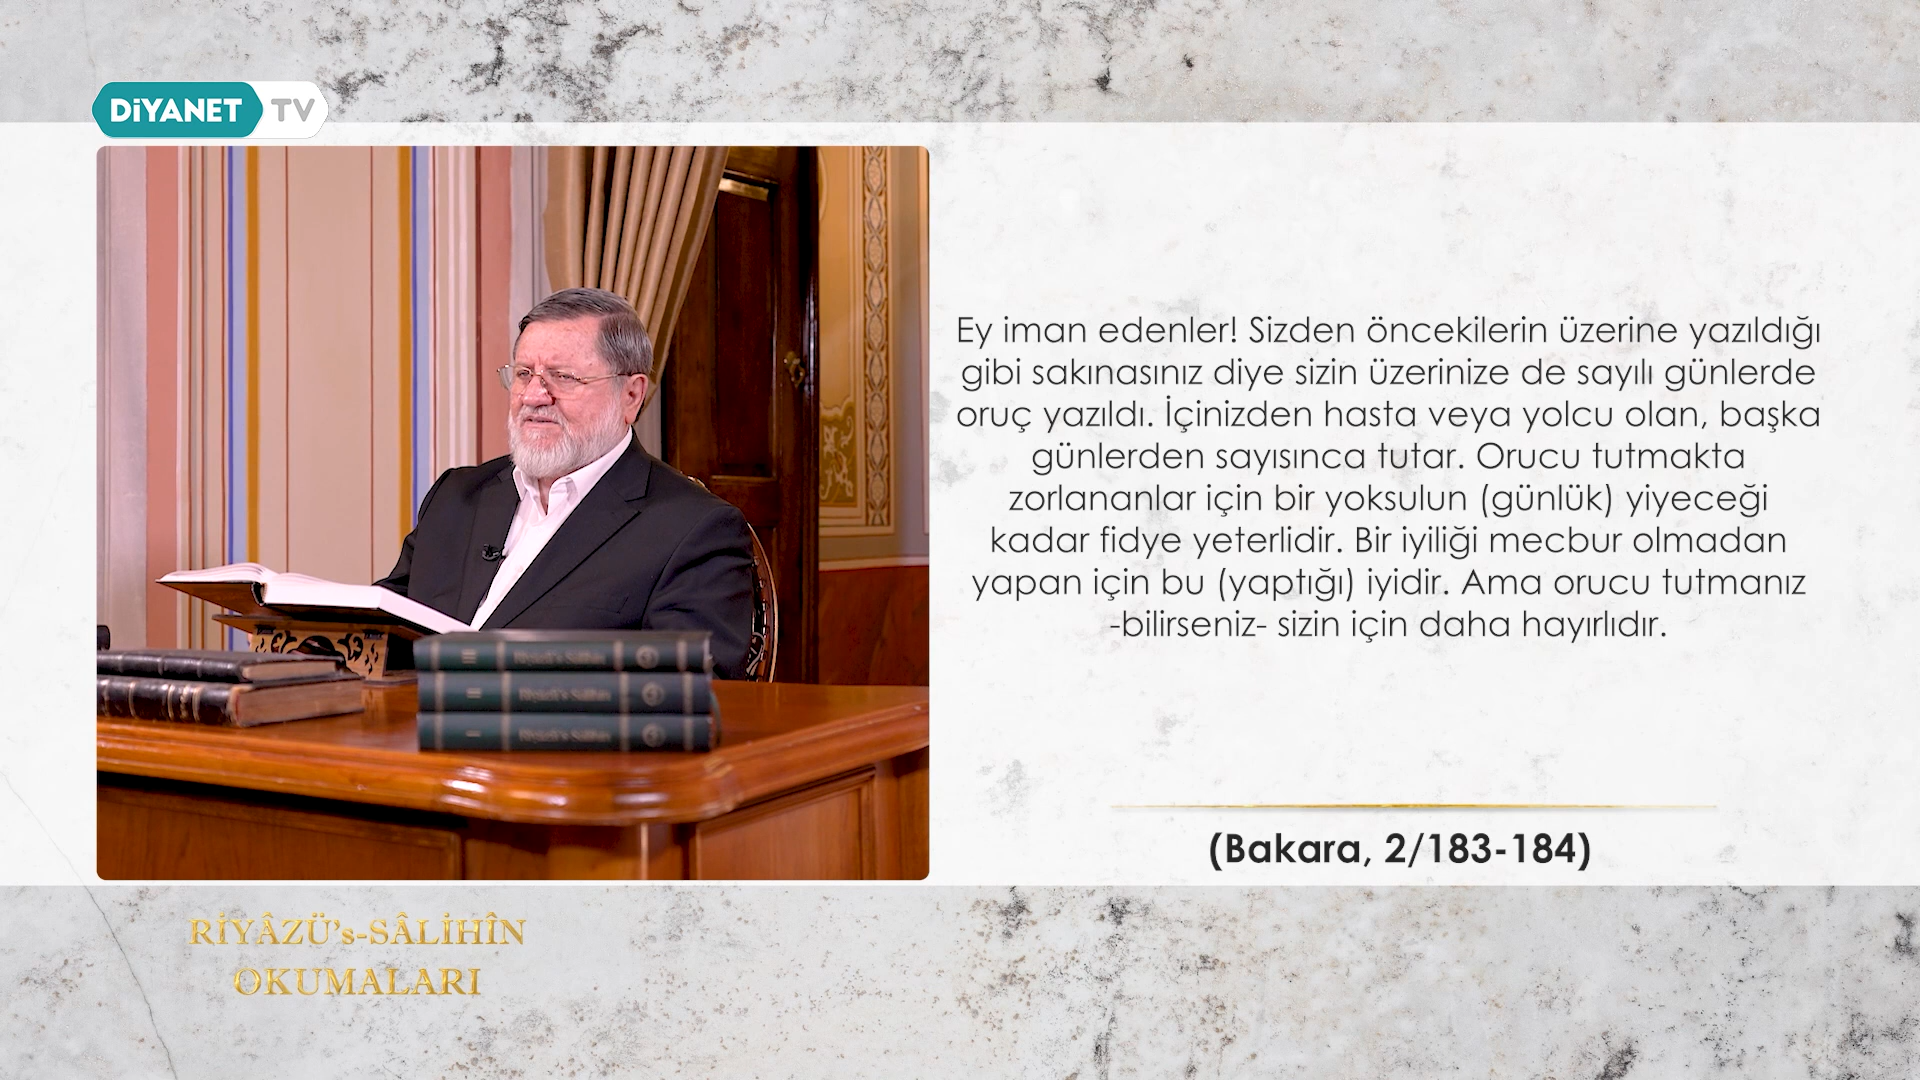 DİYANET TV
Ey iman edenler! Sizden öncekilerin üzerine yazıldığı
gibi sakınasınız diye sizin üzerinize de sayılı günlerde
oruç yazıldı. İçinizden hasta veya yolcu olan, başka
günlerden sayısınca tutar. Orucu tutmakta
zorlananlar için bir yoksulun (günlük) yiyeceği
kadar fidye yeterlidir. Bir iyiliği mecbur olmadan
yapan için bu (yaptığı) iyidir. Ama orucu tutmanız
-bilirseniz- sizin için daha hayırlıdır.
(Bakara, 2/183-184)
RİYÂZÜ's-SÂLİHÎN
OKUMALARI